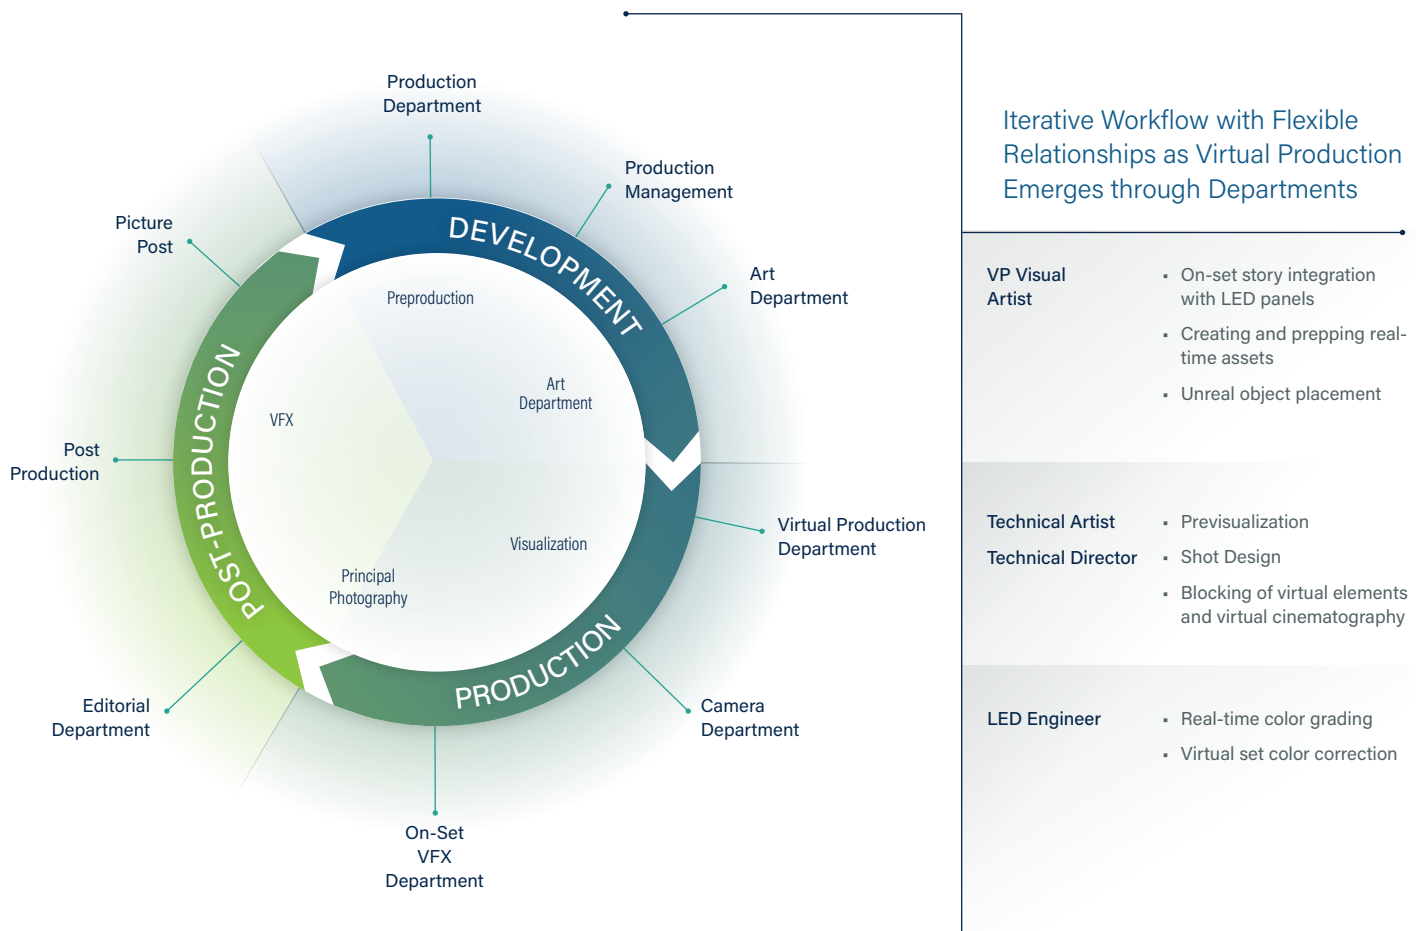 Production
Department
Production
Management
Art
Department
Virtual Production
Department
Camera
Department
On-Set
VFX
Department
Editorial
Department
Post
Production
Picture
Post
DEVELOPMENT
PRODUCTION
POST-PRODUCTION
Preproduction
Art
Department
Visualization
Principal
Photography
VFX
Iterative Workflow with Flexible
Relationships as Virtual Production
Emerges through Departments
VP Visual
Artist
▪ On-set story integration
with LED panels
▪ Creating and prepping real-
time assets
▪ Unreal object placement
Technical Artist
Technical Director
▪ Previsualization
▪ Shot Design
▪ Blocking of virtual elements
and virtual cinematography
LED Engineer
▪ Real-time color grading
▪ Virtual set color correction